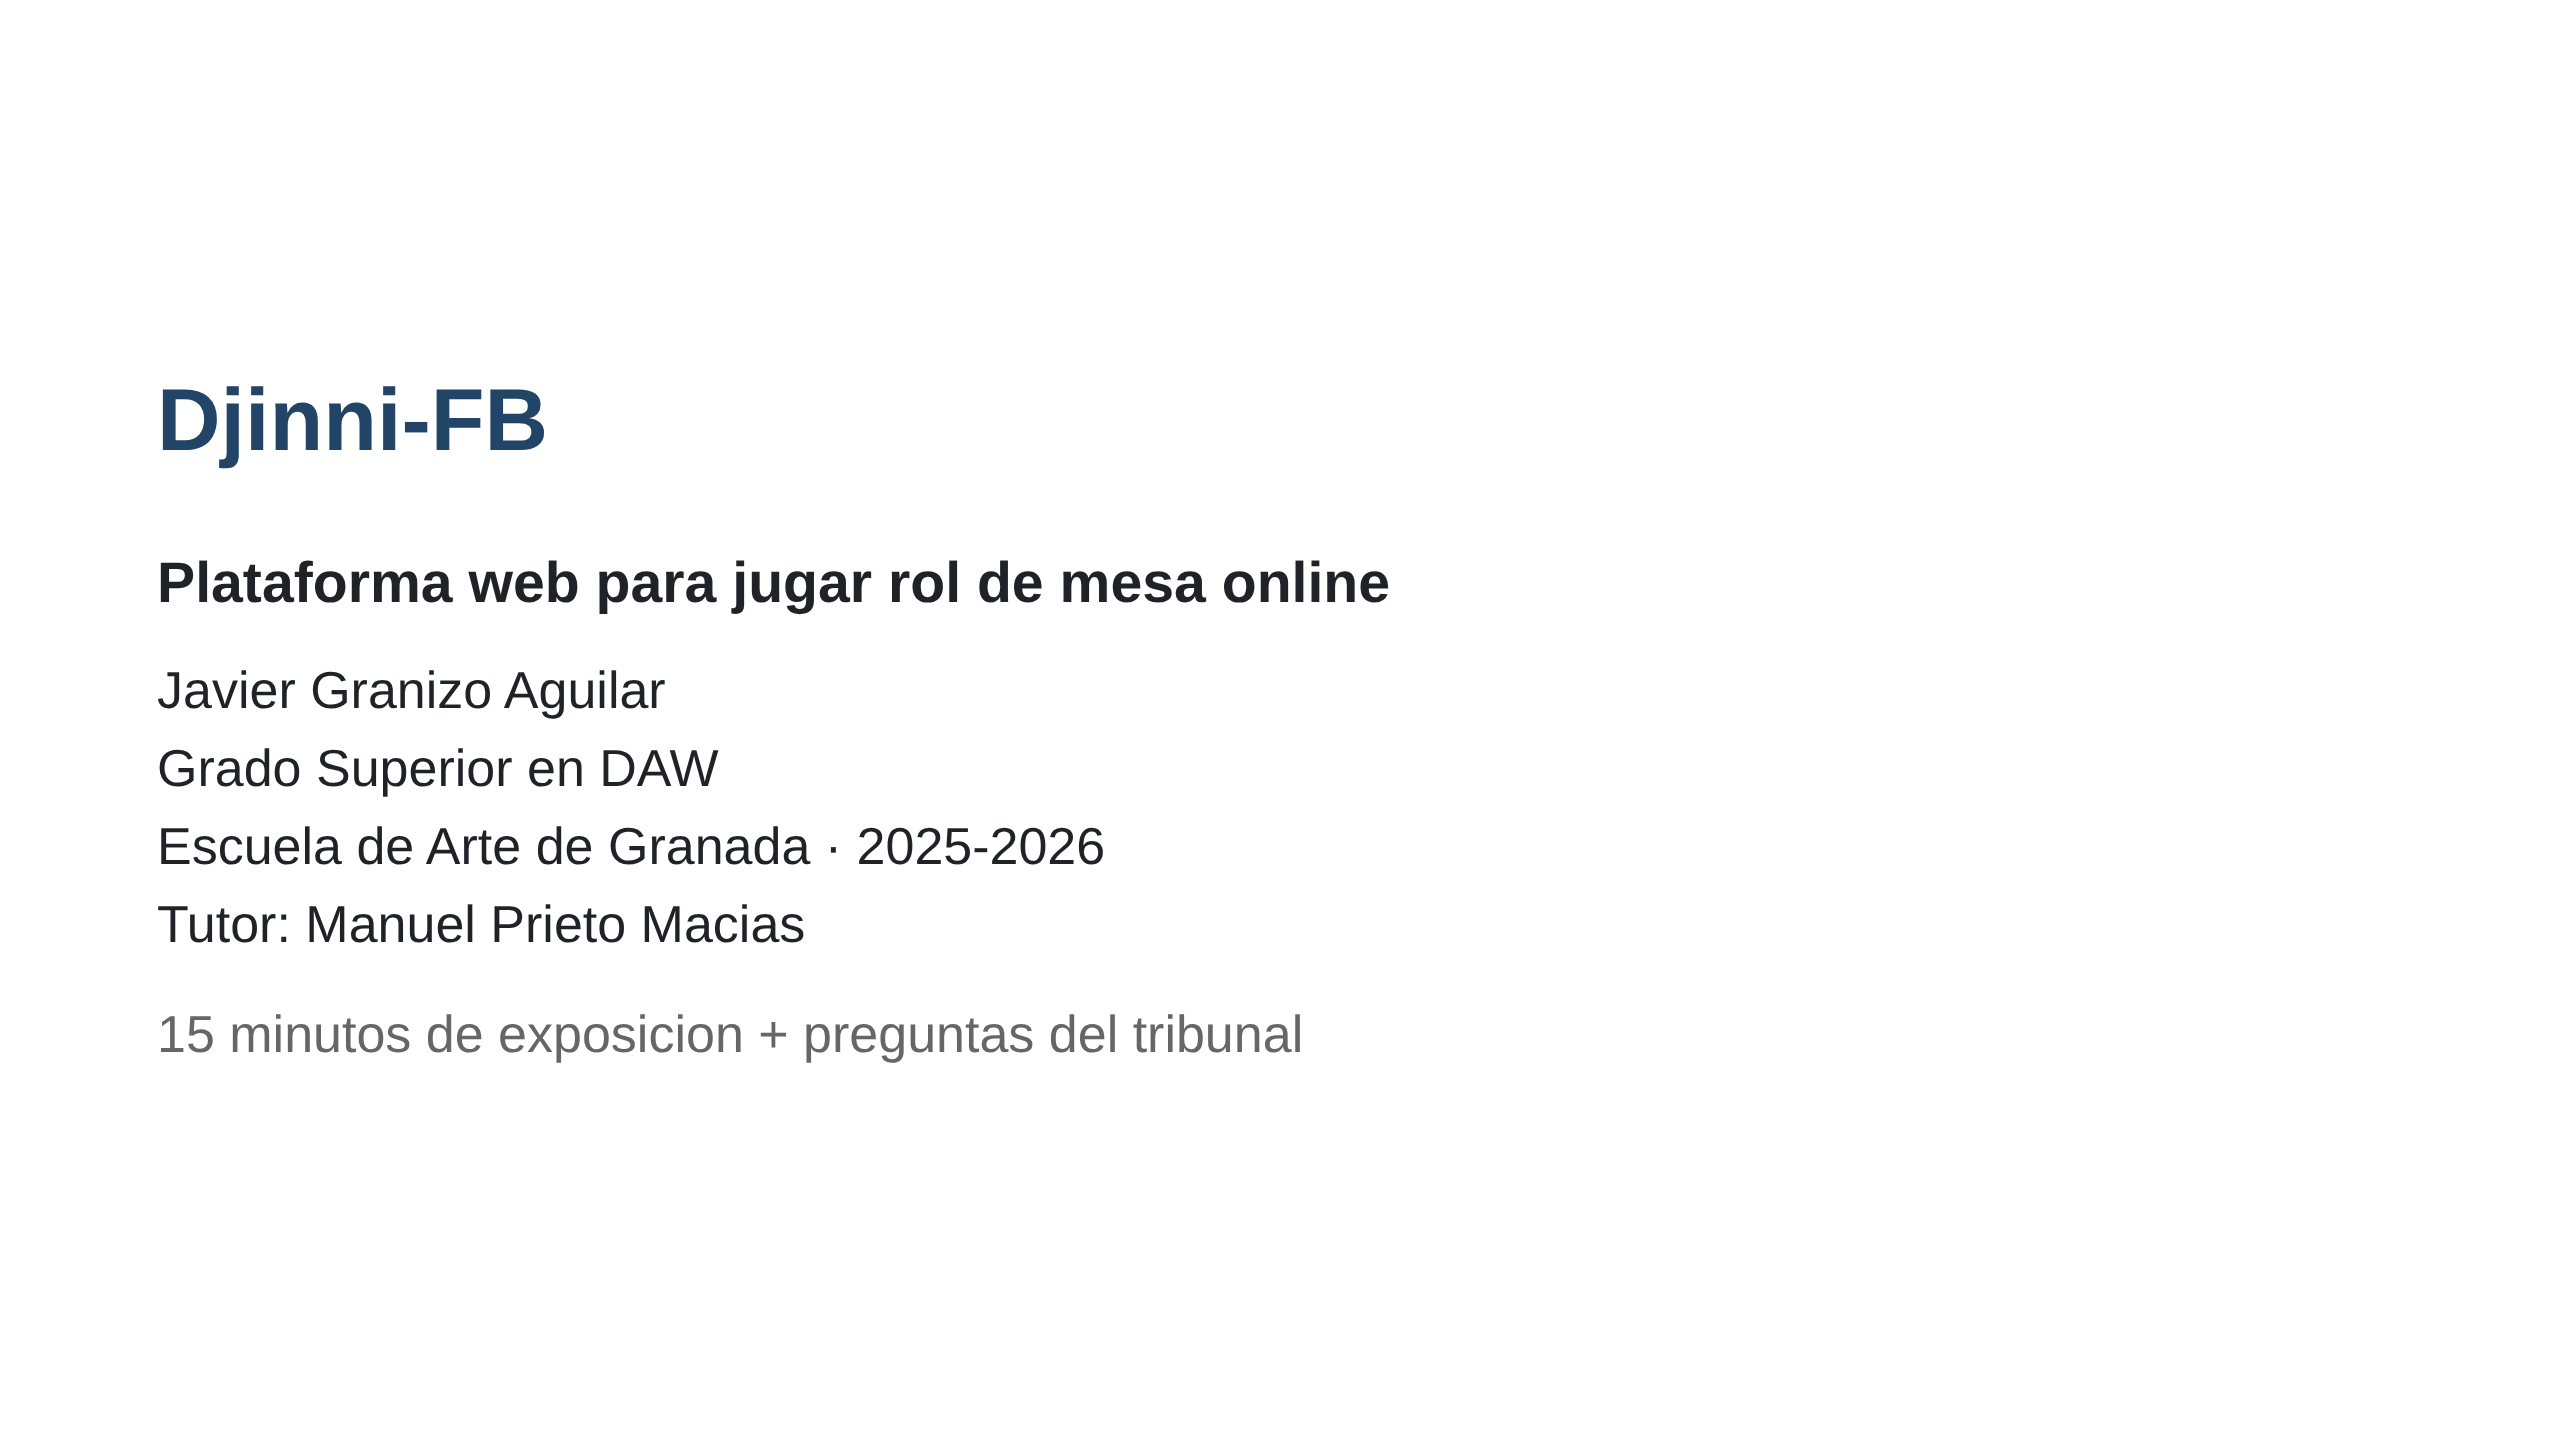 Djinni-FB
Plataforma web para jugar rol de mesa online
Javier Granizo Aguilar
Grado Superior en DAW
Escuela de Arte de Granada · 2025-2026
Tutor: Manuel Prieto Macias
15 minutos de exposicion + preguntas del tribunal